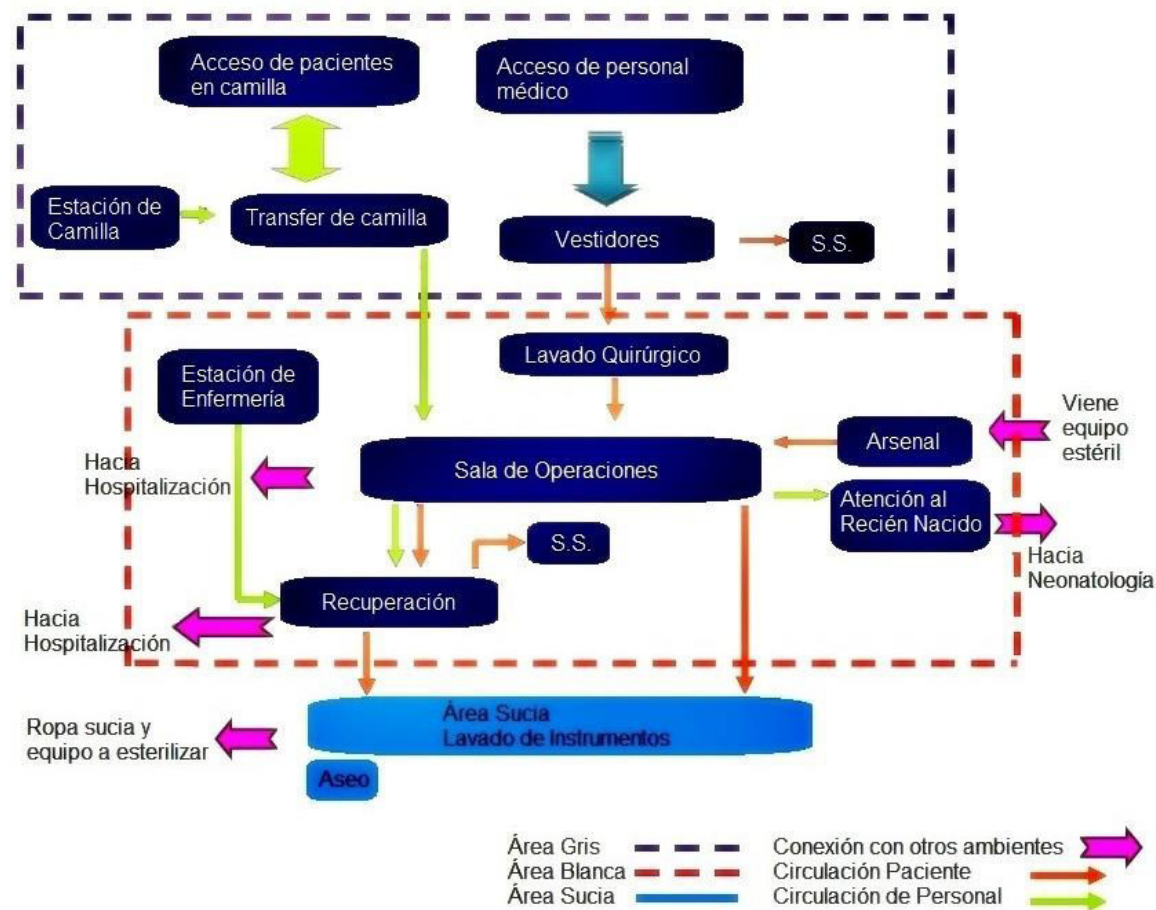 Acceso de pacientes
en camilla
Acceso de personal
médico
Estación de
Camilla
Transfer de camilla
Vestidores
S.S.
Lavado Quirúrgico
Estación de
Enfermería
Viene
equipo
estéril
Arsenal
Hacia
Hospitalización
Sala de Operaciones
Atención al
Recién Nacido
S.S.
Hacia
Neonatología
Recuperación
Hacia
Hospitalización
Ropa sucia y
equipo a esterilizar
Área Sucia
Lavado de Instrumentos
Aseo
Área Gris
Conexión con otros ambientes
Área Blanca
Circulación Paciente
Área Sucia
Circulación de Personal